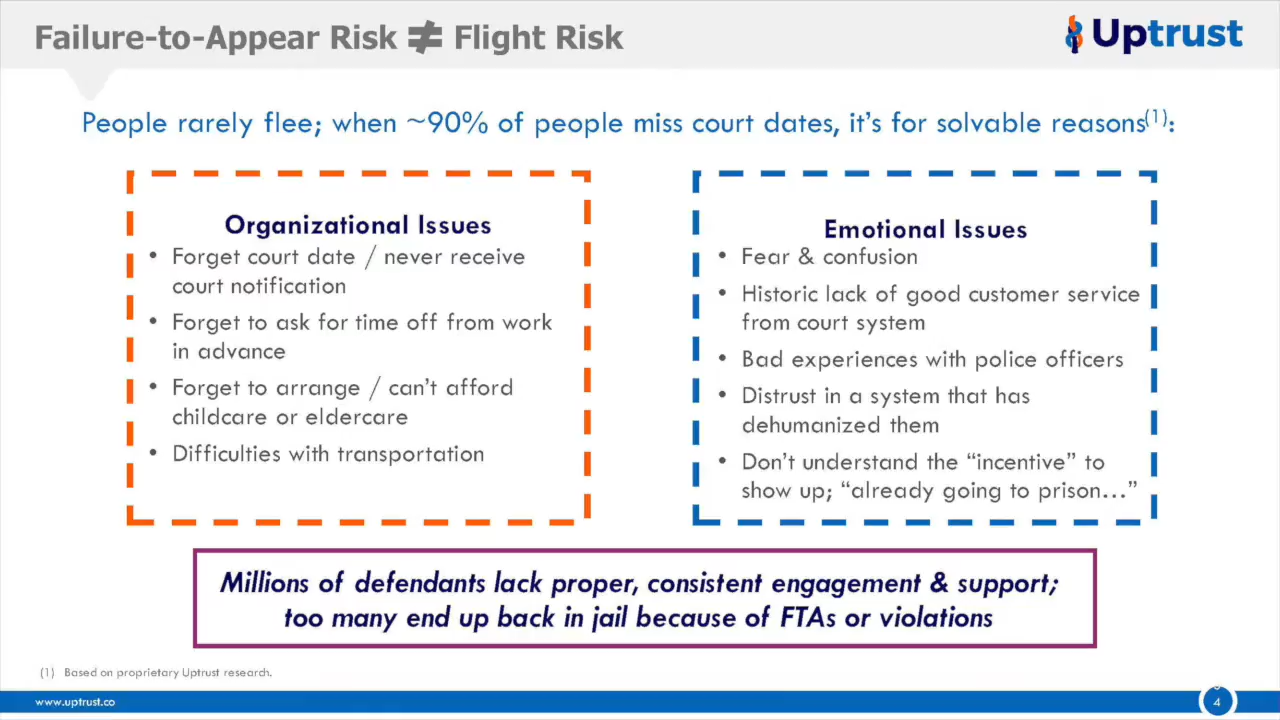 Failure-to-Appear Risk ≠ Flight Risk
Uptrust
People rarely flee; when ~90% of people miss court dates, it's for solvable reasons(1):
Organizational Issues
• Forget court date / never receive
court notification
• Forget to ask for time off from work
in advance
• Forget to arrange / can't afford
childcare or eldercare
• Difficulties with transportation
Emotional Issues
• Fear & confusion
• Historic lack of good customer service
from court system
• Bad experiences with police officers
• Distrust in a system that has
dehumanized them
• Don't understand the “incentive” to
show up; “already going to prison…”
Millions of defendants lack proper, consistent engagement & support;
too many end up back in jail because of FTAs or violations
(1) Based on proprietary Uptrust research.
www.uptrust.co
4